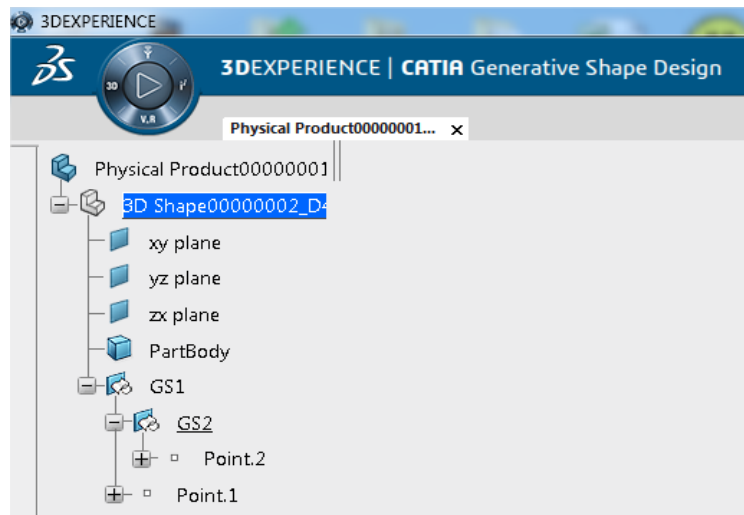 3DEXPERIENCE
3DEXPERIENCE | CATIA Generative Shape Design
3D
V.R
Physical Product00000001... x
Physical Product00000001
3D Shape00000002_D4
xy plane
yz plane
zx plane
PartBody
GS1
GS2
Point.2
Point.1